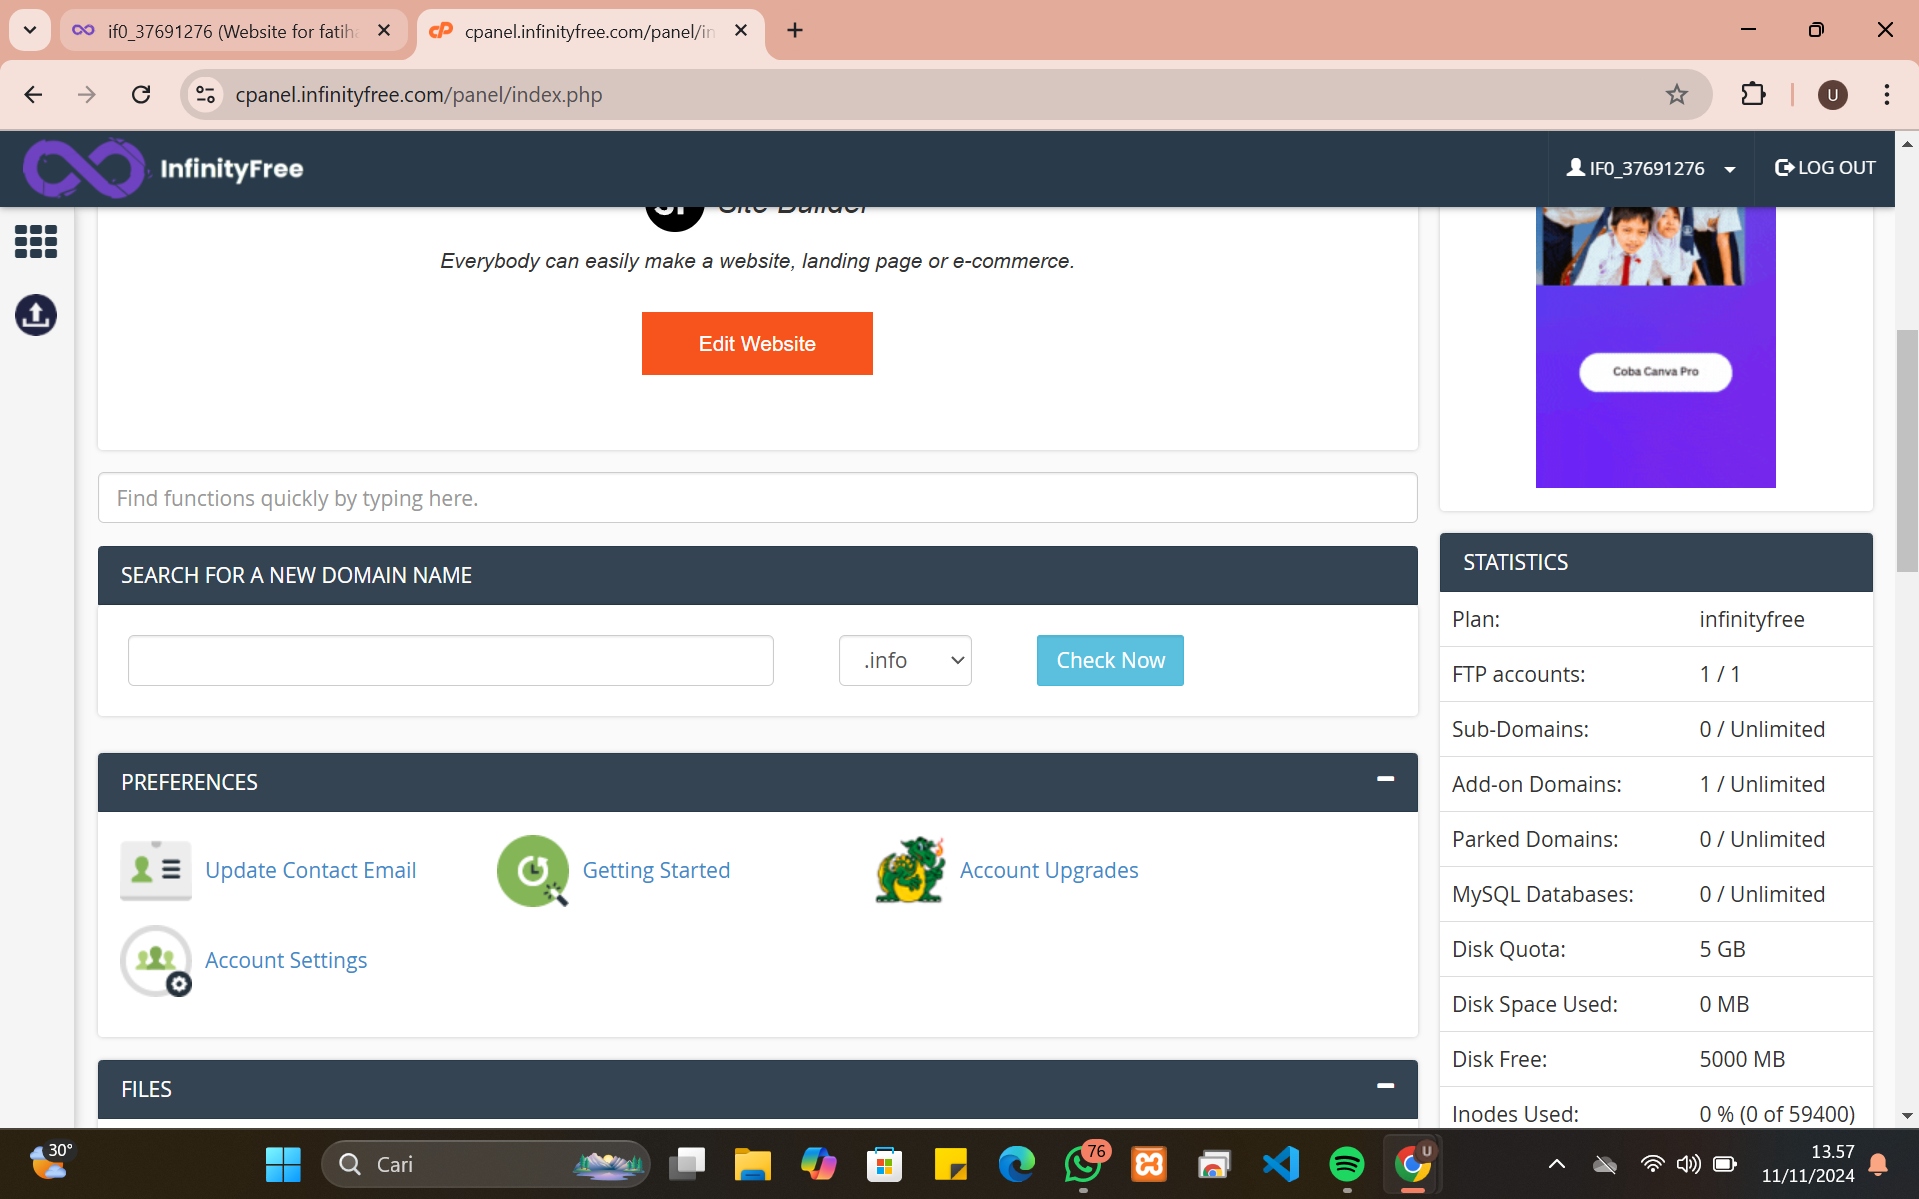 if0_37691276 (Website for fatiha
cpanel.infinityfree.com/panel/in
cpanel.infinityfree.com/panel/index.php
U
InfinityFree
IF0_37691276
LOG OUT
Site Builder
Everybody can easily make a website, landing page or e-commerce.
Edit Website
Coba Canva Pro
Find functions quickly by typing here.
SEARCH FOR A NEW DOMAIN NAME
.info
Check Now
PREFERENCES
Update Contact Email
Getting Started
Account Upgrades
Account Settings
FILES
STATISTICS
Plan: infinityfree
FTP accounts: 1 / 1
Sub-Domains: 0 / Unlimited
Add-on Domains: 1 / Unlimited
Parked Domains: 0 / Unlimited
MySQL Databases: 0 / Unlimited
Disk Quota: 5 GB
Disk Space Used: 0 MB
Disk Free: 5000 MB
Inodes Used: 0 % (0 of 59400)
30°
Cari
76
U
13.57
11/11/2024